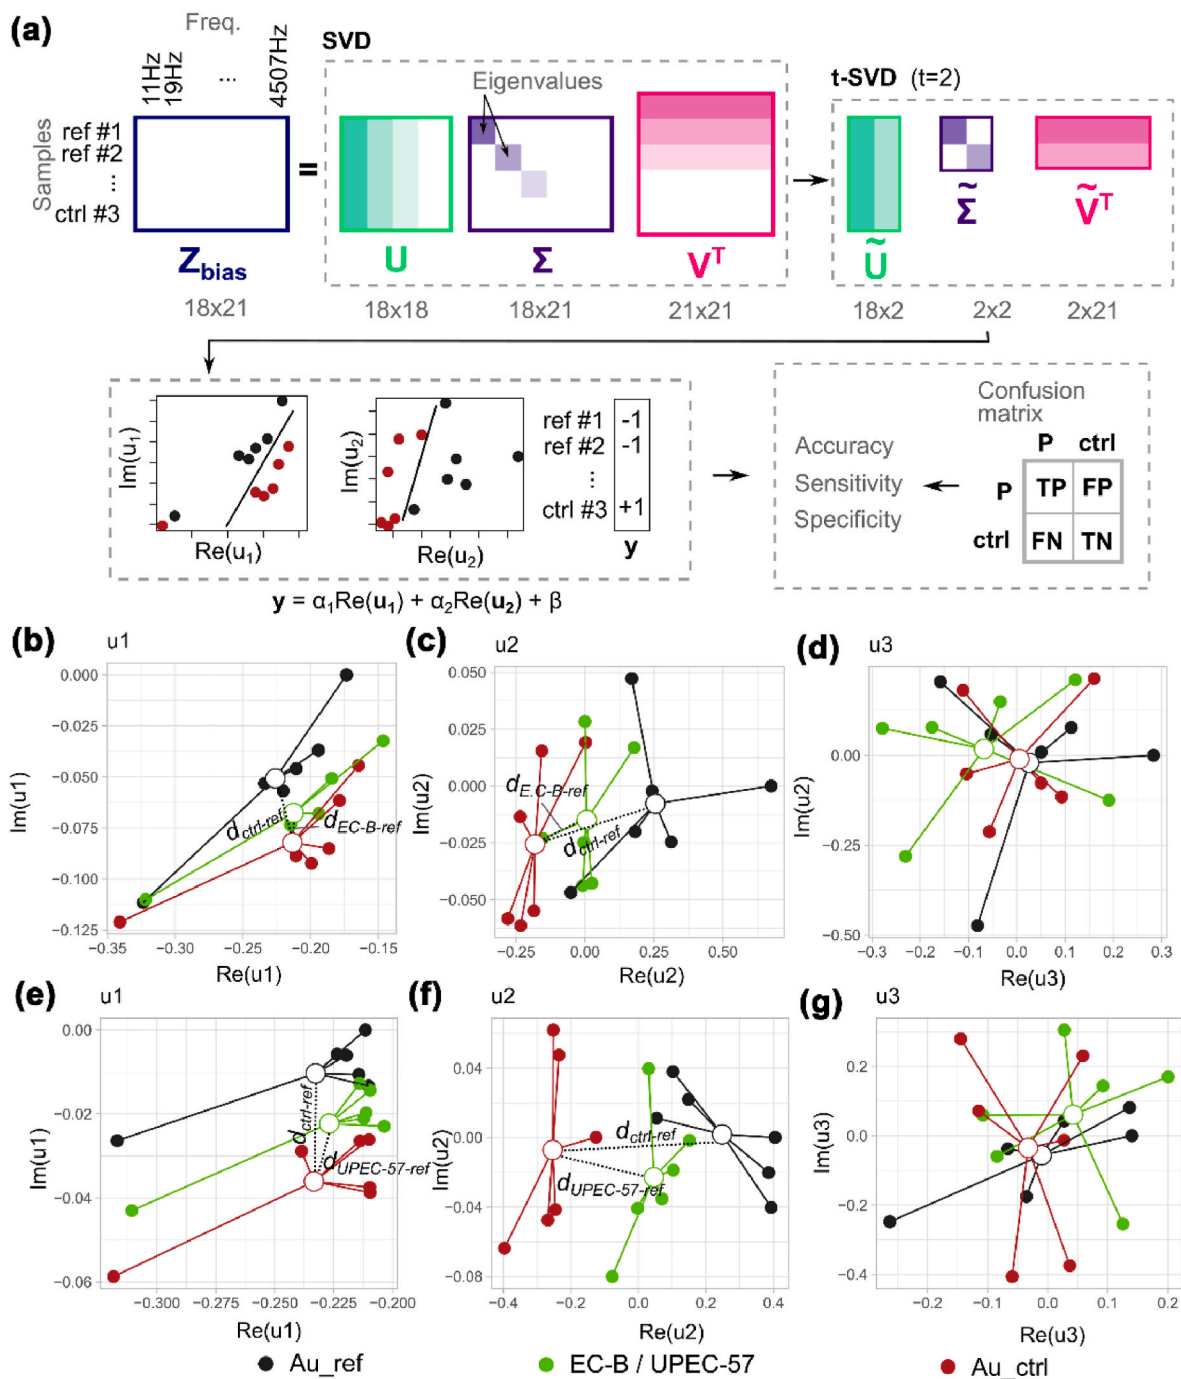 (a)
Freq.
11Hz
19Hz
...
4507Hz
Samples
ref #1
ref #2
...
ctrl #3
=
Z_bias
18x21
SVD
Eigenvalues
U
Σ
V^T
18x18
18x21
21x21
t-SVD (t=2)
Ũ
Σ̃
Ṽ^T
18x2
2x2
2x21
Im(u_1)
Re(u_1)
Im(u_2)
Re(u_2)
ref #1 -1
ref #2 -1
...
ctrl #3 +1
y
y = α_1Re(u_1) + α_2Re(u_2) + β
Confusion
matrix
P ctrl
P TP FP
ctrl FN TN
Accuracy
Sensitivity
Specificity
(b)
u1
0.000
−0.025
−0.050
−0.075
−0.100
−0.125
Im(u1)
d_ctrl-ref
d_EC-B-ref
−0.35 −0.30 −0.25 −0.20 −0.15
Re(u1)
(c)
u2
0.050
0.025
0.000
−0.025
−0.050
Im(u2)
d_E.C-B-ref
d_ctrl-ref
−0.25 0.00 0.25 0.50
Re(u2)
(d)
u3
0.00
−0.25
−0.50
Im(u2)
−0.3 −0.2 −0.1 0.0 0.1 0.2 0.3
Re(u3)
(e)
u1
0.00
−0.02
−0.04
−0.06
Im(u1)
d_ctrl-ref
d_UPEC-57-ref
−0.300 −0.275 −0.250 −0.225 −0.200
Re(u1)
(f)
u2
0.04
0.00
−0.04
−0.08
Im(u2)
d_ctrl-ref
d_UPEC-57-ref
−0.4 −0.2 0.0 0.2 0.4
Re(u2)
(g)
u3
0.2
0.0
−0.2
−0.4
Im(u3)
−0.2 −0.1 0.0 0.1 0.2
Re(u3)
Au_ref
EC-B / UPEC-57
Au_ctrl